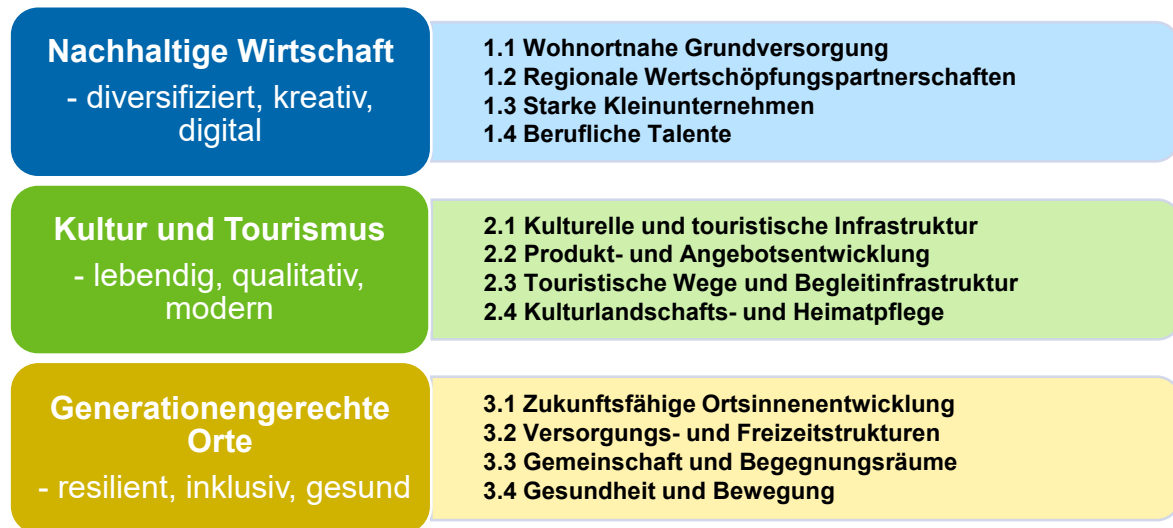 Nachhaltige Wirtschaft
- diversifiziert, kreativ,
digital
1.1 Wohnortnahe Grundversorgung
1.2 Regionale Wertschöpfungspartnerschaften
1.3 Starke Kleinunternehmen
1.4 Berufliche Talente
Kultur und Tourismus
- lebendig, qualitativ,
modern
2.1 Kulturelle und touristische Infrastruktur
2.2 Produkt- und Angebotsentwicklung
2.3 Touristische Wege und Begleitinfrastruktur
2.4 Kulturlandschafts- und Heimatpflege
Generationengerechte
Orte
- resilient, inklusiv, gesund
3.1 Zukunftsfähige Ortsinnenentwicklung
3.2 Versorgungs- und Freizeitstrukturen
3.3 Gemeinschaft und Begegnungsräume
3.4 Gesundheit und Bewegung